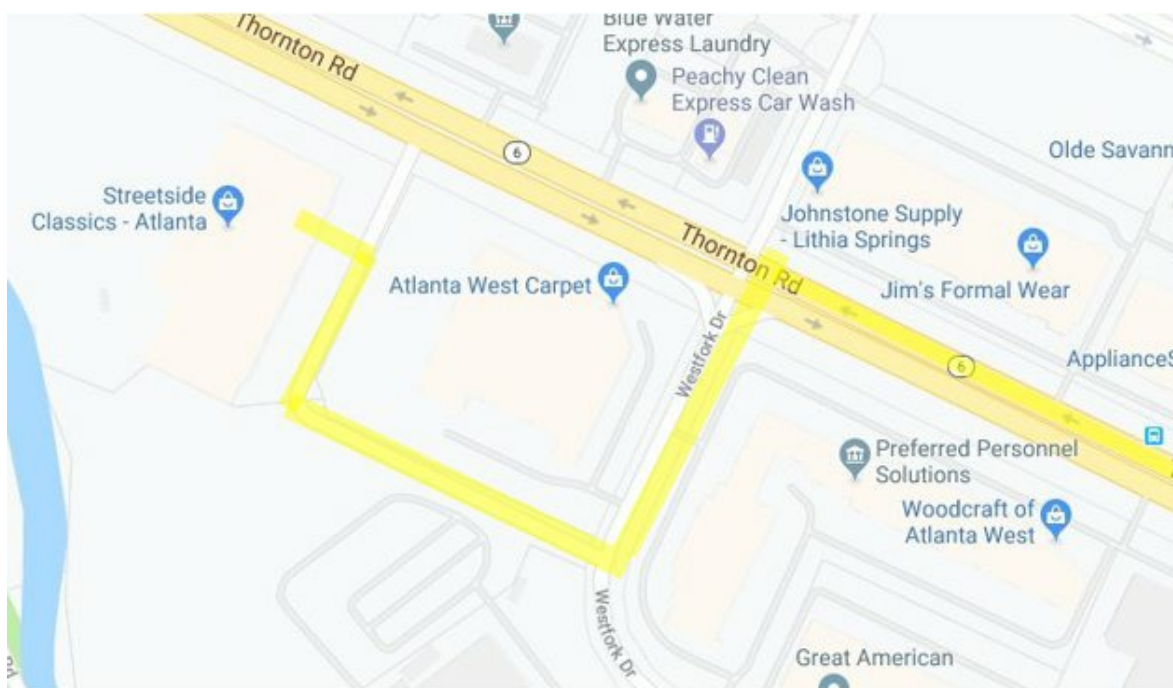 Thornton Rd
Blue Water
Express Laundry
Peachy Clean
Express Car Wash
6
Olde Savann
Streetside
Classics - Atlanta
Johnstone Supply
- Lithia Springs
Thornton Rd
Atlanta West Carpet
Jim's Formal Wear
Westfork Dr
6
ApplianceS
Preferred Personnel
Solutions
Woodcraft of
Atlanta West
Westfork Dr
Great American